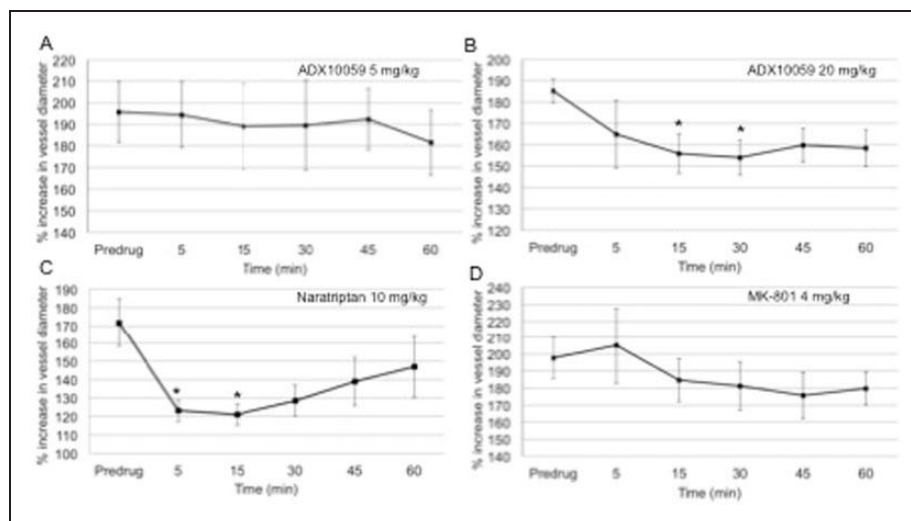 A
ADX10059 5 mg/kg
% increase in vessel diameter
220
210
200
190
180
170
160
150
140
Predrug 5 15 30 45 60
Time (min)
B
ADX10059 20 mg/kg
% increase in vessel diameter
200
190
180
170
160
150
140
130
120
* *
Predrug 5 15 30 45 60
Time (min)
C
Naratriptan 10 mg/kg
% increase in vessel diameter
190
180
170
160
150
140
130
120
110
100
* *
Predrug 5 15 30 45 60
Time (min)
D
MK-801 4 mg/kg
% increase in vessel diameter
240
230
220
210
200
190
180
170
160
150
140
Predrug 5 15 30 45 60
Time (min)